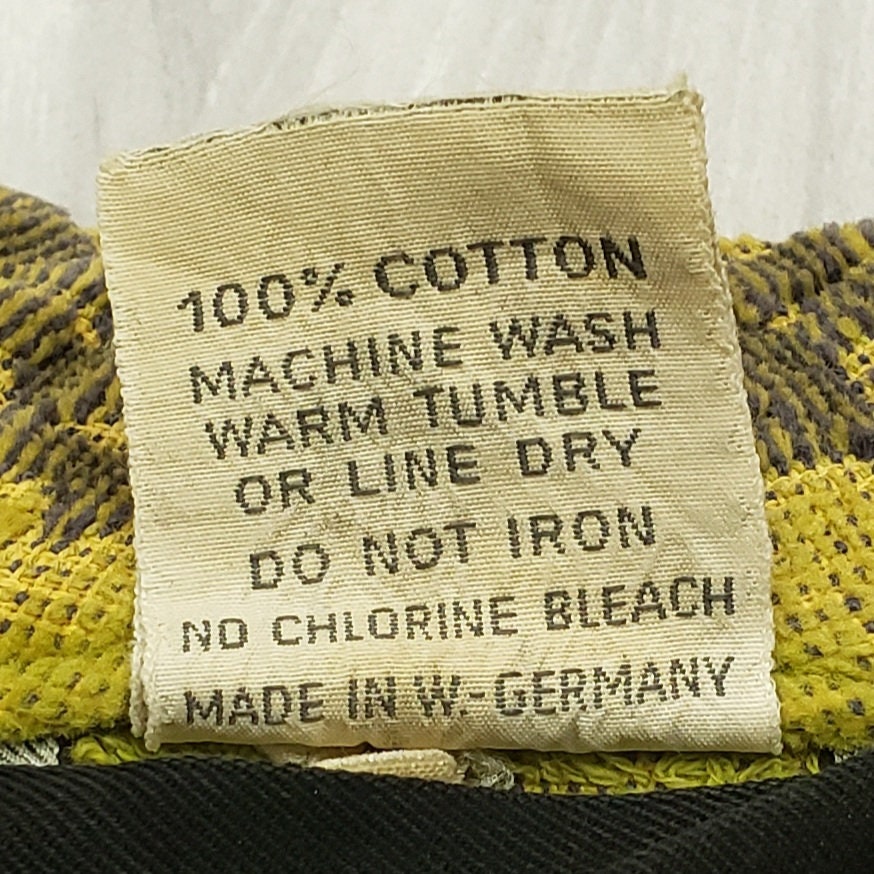 100% COTTON
MACHINE WASH
WARM TUMBLE
OR LINE DRY
DO NOT IRON
NO CHLORINE BLEACH
MADE IN W.-GERMANY